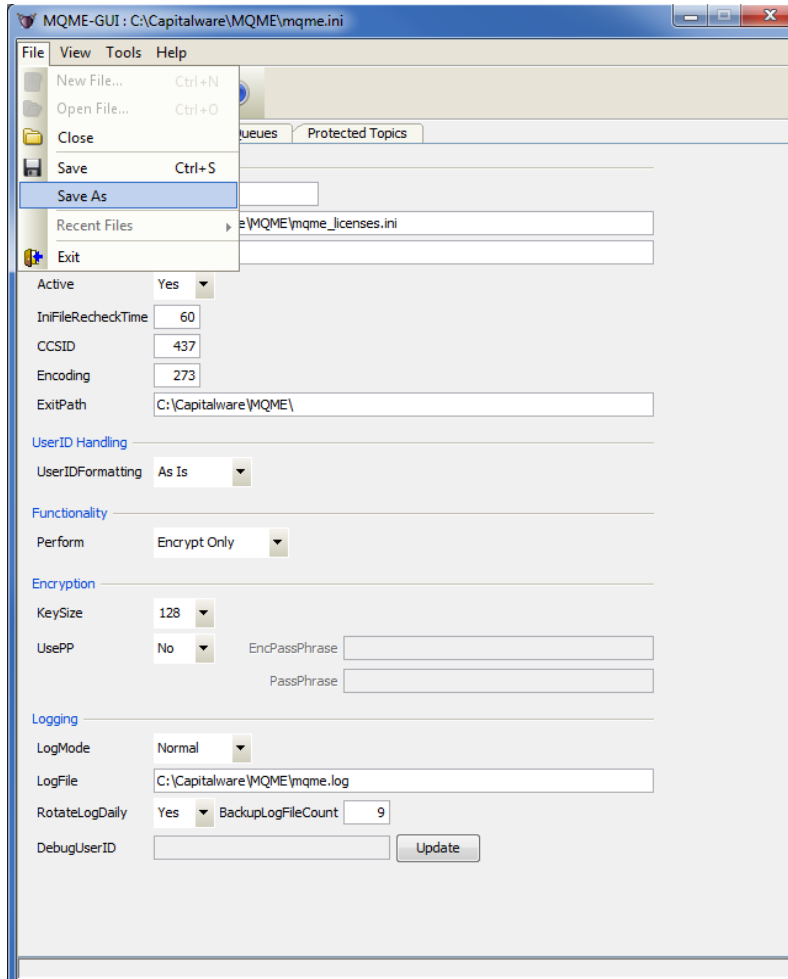 MQME-GUI : C:\Capitalware\MQME\mqme.ini
File View Tools Help
New File... Ctrl+N
Open File... Ctrl+O
Close
Save Ctrl+S
Save As
Recent Files
Exit
Queues Protected Topics
e\MQME\mqme_licenses.ini
Active Yes
IniFileRecheckTime 60
CCSID 437
Encoding 273
ExitPath C:\Capitalware\MQME\
UserID Handling
UserIDFormatting As Is
Functionality
Perform Encrypt Only
Encryption
KeySize 128
UsePP No EncPassPhrase
PassPhrase
Logging
LogMode Normal
LogFile C:\Capitalware\MQME\mqme.log
RotateLogDaily Yes BackupLogFileCount 9
DebugUserID Update